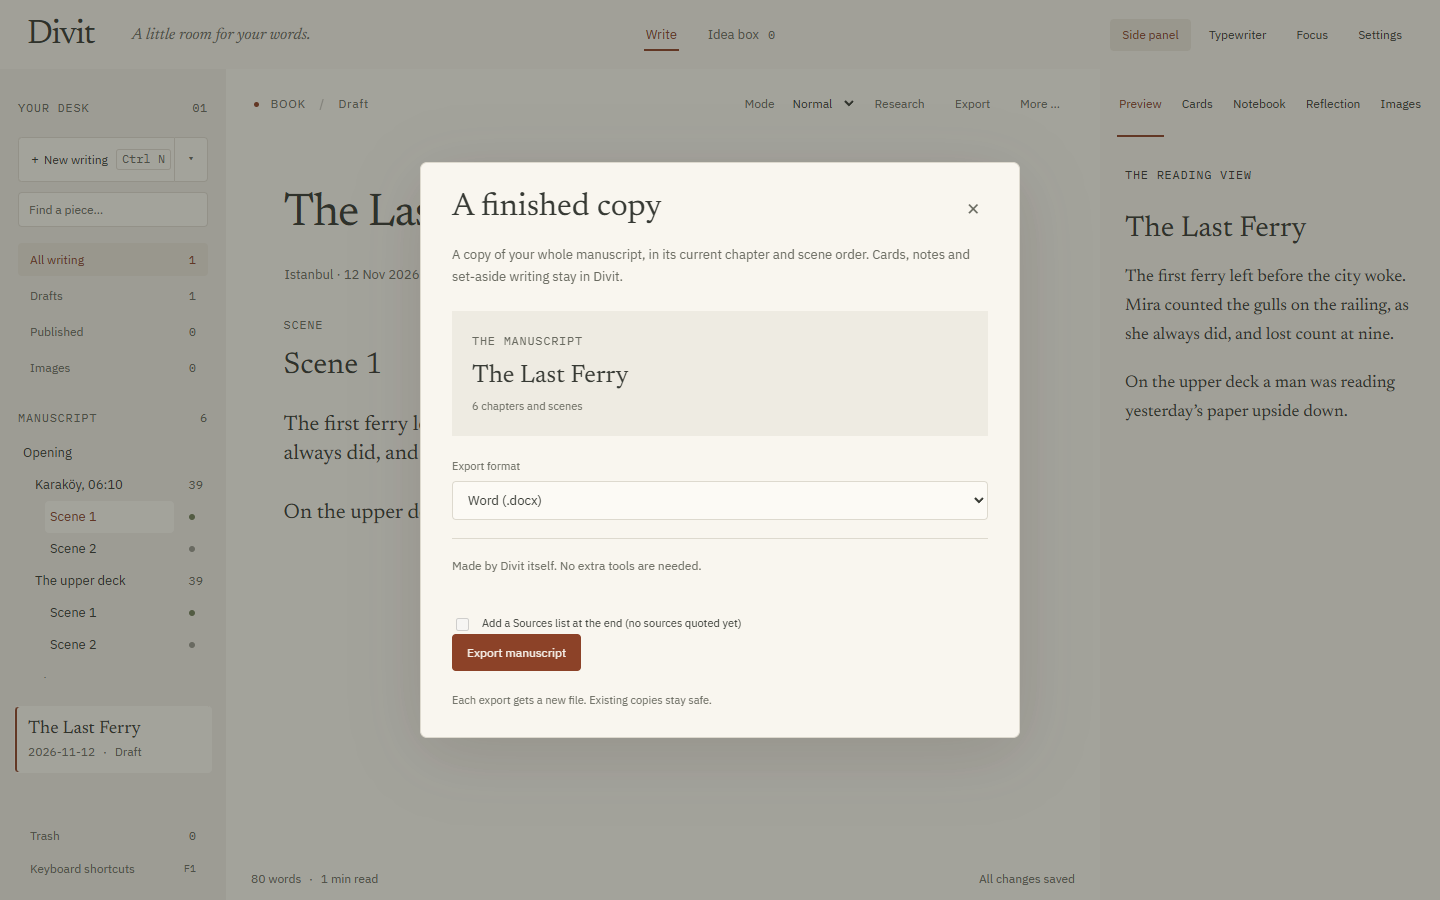 Divit
A little room for your words.
Write
Idea box 0
Side panel
Typewriter
Focus
Settings
YOUR DESK 01
+ New writing Ctrl N
Find a piece...
All writing 1
Drafts 1
Published 0
Images 0
MANUSCRIPT 6
Opening
Karaköy, 06:10 39
Scene 1
Scene 2
The upper deck 39
Scene 1
Scene 2
The Last Ferry
2026-11-12 · Draft
Trash 0
Keyboard shortcuts F1
BOOK / Draft
Mode Normal
Research
Export
More ...
The Las
Istanbul · 12 Nov 2026
SCENE
Scene 1
The first ferry l
always did, and
On the upper d
80 words · 1 min read
All changes saved
A finished copy
×
A copy of your whole manuscript, in its current chapter and scene order. Cards, notes and
set-aside writing stay in Divit.
THE MANUSCRIPT
The Last Ferry
6 chapters and scenes
Export format
Word (.docx)
Made by Divit itself. No extra tools are needed.
Add a Sources list at the end (no sources quoted yet)
Export manuscript
Each export gets a new file. Existing copies stay safe.
Preview
Cards
Notebook
Reflection
Images
THE READING VIEW
The Last Ferry
The first ferry left before the city woke.
Mira counted the gulls on the railing, as
she always did, and lost count at nine.
On the upper deck a man was reading
yesterday’s paper upside down.